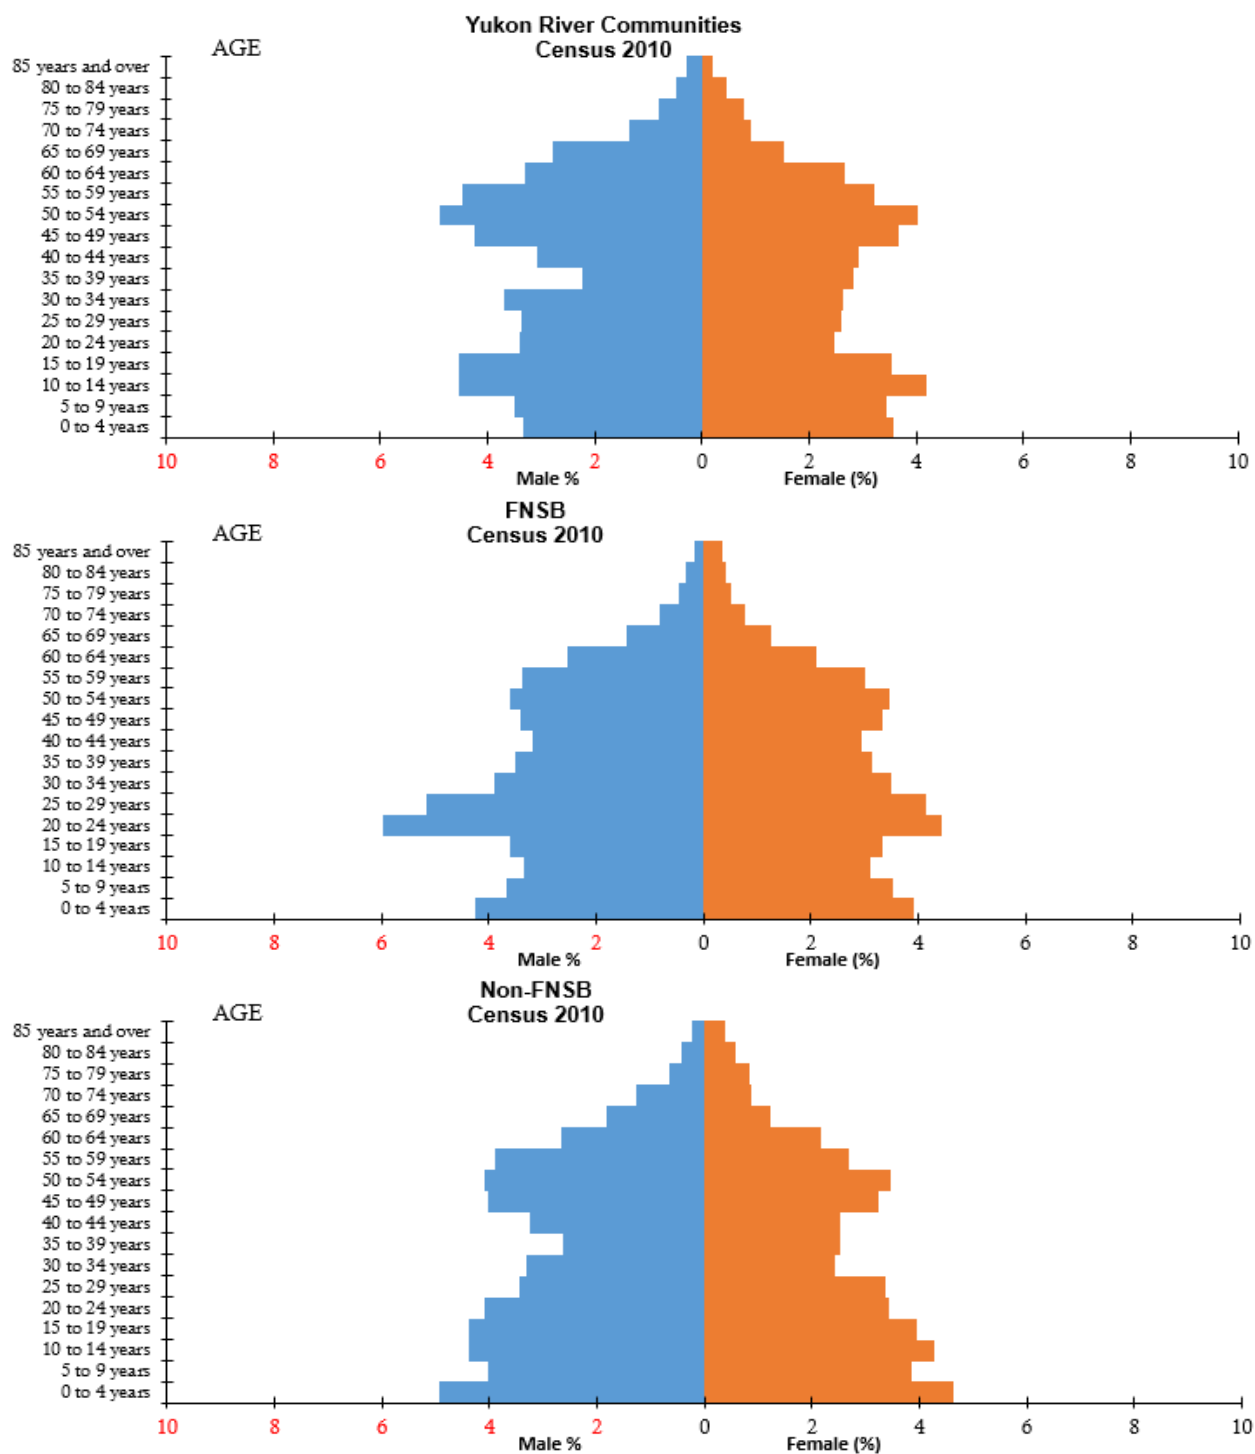 Yukon River Communities
Census 2010
AGE
85 years and over
80 to 84 years
75 to 79 years
70 to 74 years
65 to 69 years
60 to 64 years
55 to 59 years
50 to 54 years
45 to 49 years
40 to 44 years
35 to 39 years
30 to 34 years
25 to 29 years
20 to 24 years
15 to 19 years
10 to 14 years
5 to 9 years
0 to 4 years
10 8 6 4 2 0 2 4 6 8 10
Male % Female (%)
FNSB
Census 2010
AGE
85 years and over
80 to 84 years
75 to 79 years
70 to 74 years
65 to 69 years
60 to 64 years
55 to 59 years
50 to 54 years
45 to 49 years
40 to 44 years
35 to 39 years
30 to 34 years
25 to 29 years
20 to 24 years
15 to 19 years
10 to 14 years
5 to 9 years
0 to 4 years
10 8 6 4 2 0 2 4 6 8 10
Male % Female (%)
Non-FNSB
Census 2010
AGE
85 years and over
80 to 84 years
75 to 79 years
70 to 74 years
65 to 69 years
60 to 64 years
55 to 59 years
50 to 54 years
45 to 49 years
40 to 44 years
35 to 39 years
30 to 34 years
25 to 29 years
20 to 24 years
15 to 19 years
10 to 14 years
5 to 9 years
0 to 4 years
10 8 6 4 2 0 2 4 6 8 10
Male % Female (%)